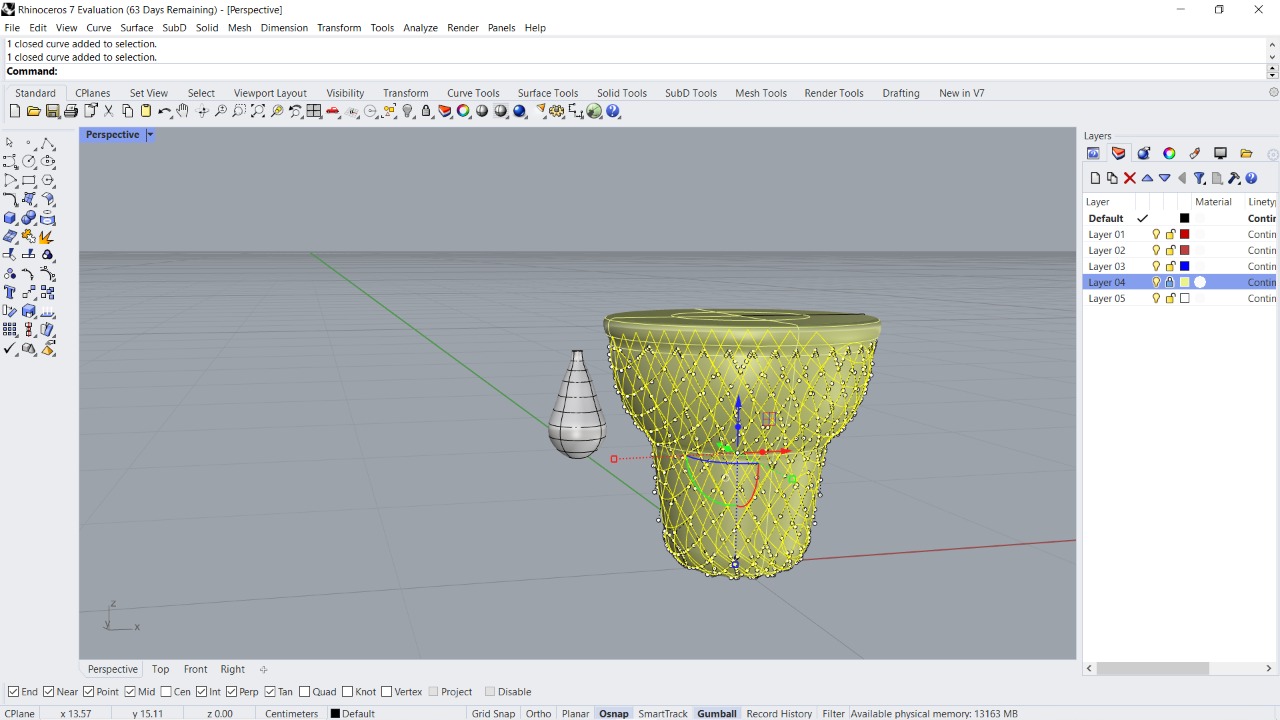 Rhinoceros 7 Evaluation (63 Days Remaining) - [Perspective]
File Edit View Curve Surface SubD Solid Mesh Dimension Transform Tools Analyze Render Panels Help
1 closed curve added to selection.
1 closed curve added to selection.
Command:
Standard CPlanes Set View Select Viewport Layout Visibility Transform Curve Tools Surface Tools Solid Tools SubD Tools Mesh Tools Render Tools Drafting New in V7
Perspective
Layers
Layer Material Linety
Default Contin
Layer 01 Contin
Layer 02 Contin
Layer 03 Contin
Layer 04 Contin
Layer 05 Contin
z
y x
Perspective Top Front Right
End Near Point Mid Cen Int Perp Tan Quad Knot Vertex Project Disable
CPlane x 13.57 y 15.11 z 0.00 Centimeters Default Grid Snap Ortho Planar Osnap SmartTrack Gumball Record History Filter Available physical memory: 13163 MB